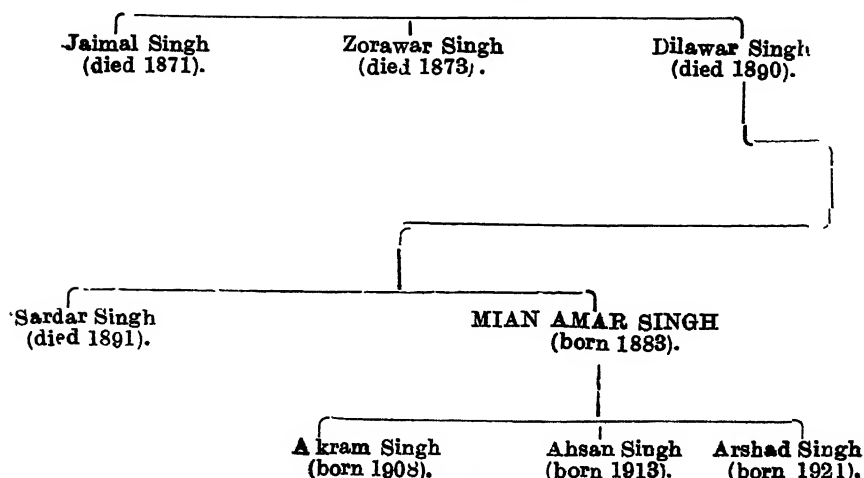 Jaimal Singh Zorawar Singh Dilawar Singh
(died 1871). (died 1873). (died 1890).
Sardar Singh MIAN AMAR SINGH
(died 1891). (born 1883).
Akram Singh Ahsan Singh Arshad Singh
(born 1908). (born 1913). (born 1921).